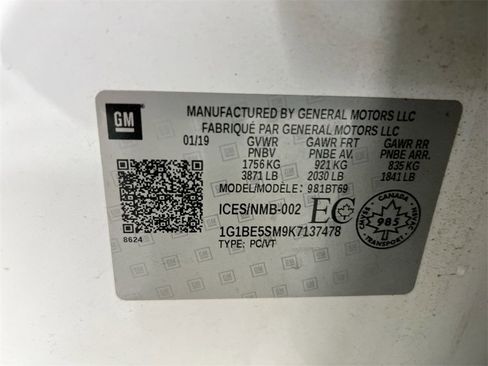 GM
MANUFACTURED BY GENERAL MOTORS LLC
FABRIQUÉ PAR GENERAL MOTORS LLC
01/19 GVWR GAWR FRT GAWR RR
PNBV PNBE AV. PNBE ARR.
1756 KG 921 KG 835 KG
3871 LB 2030 LB 1841 LB
MODEL/MODÈLE: 981BT69
ICES/NMB-002 EC
1G1BE5SM9K7137478
TYPE: PC/VT
8624
CANADA
985
TRANSPORT